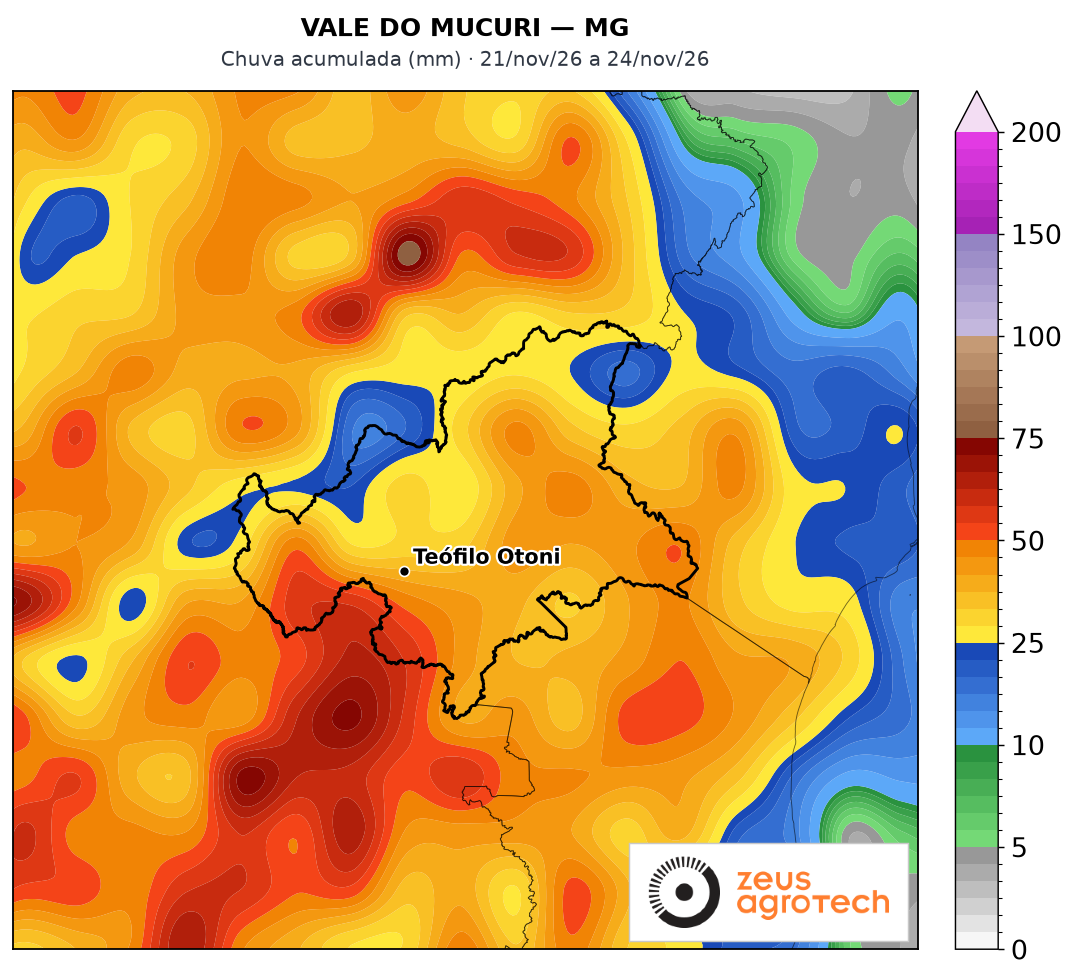 VALE DO MUCURI — MG
Chuva acumulada (mm) · 21/nov/26 a 24/nov/26
200
150
100
75
50
25
10
5
0
Teófilo Otoni
zeus
agrotech